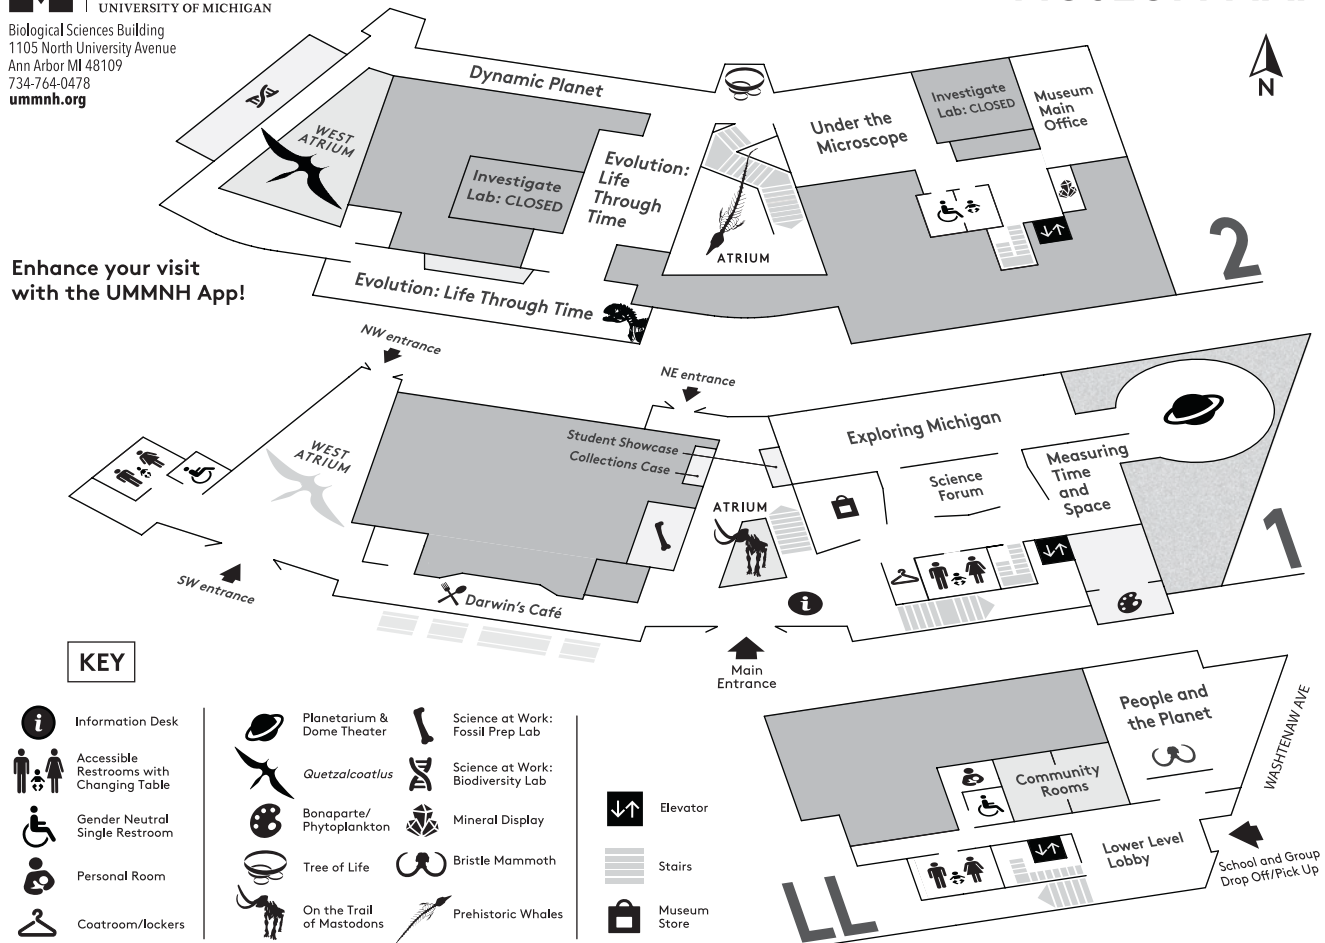 UNIVERSITY OF MICHIGAN
Biological Sciences Building
1105 North University Avenue
Ann Arbor MI 48109
734-764-0478
ummnh.org
Enhance your visit
with the UMMNH App!
N
Dynamic Planet
WEST
ATRIUM
Investigate
Lab: CLOSED
Evolution:
Life
Through
Time
Evolution: Life Through Time
ATRIUM
Under the
Microscope
Investigate
Lab: CLOSED
Museum
Main
Office
2
NW entrance
NE entrance
SW entrance
WEST
ATRIUM
Student Showcase
Collections Case
ATRIUM
Exploring Michigan
Science
Forum
Measuring
Time
and
Space
Darwin's Café
i
Main
Entrance
1
People and
the Planet
Community
Rooms
Lower Level
Lobby
WASHTENAW AVE
School and Group
Drop Off/Pick Up
LL
KEY
i
Information Desk
Accessible
Restrooms with
Changing Table
Gender Neutral
Single Restroom
Personal Room
Coatroom/lockers
Planetarium &
Dome Theater
Quetzalcoatlus
Bonaparte/
Phytoplankton
Tree of Life
On the Trail
of Mastodons
Science at Work:
Fossil Prep Lab
Science at Work:
Biodiversity Lab
Mineral Display
Bristle Mammoth
Prehistoric Whales
Elevator
Stairs
Museum
Store